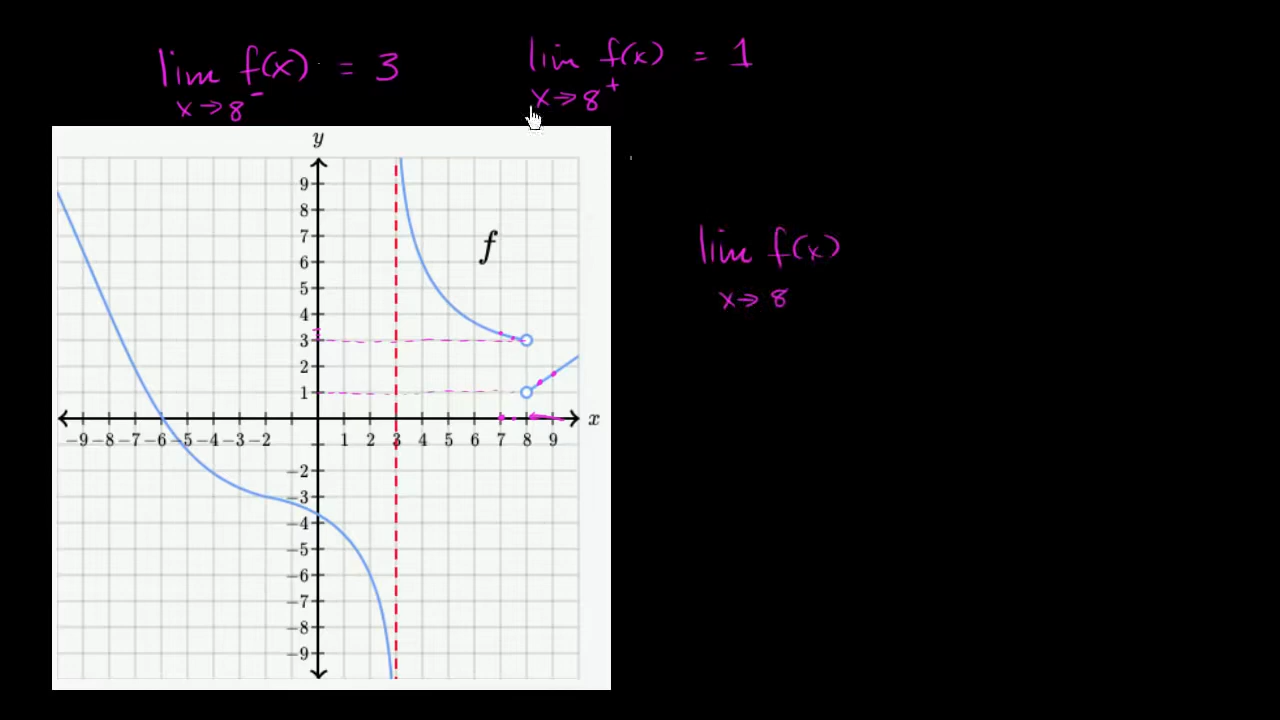 lim f(x) = 3
x→8⁻
lim f(x) = 1
x→8⁺
y
9
8
7
6
5
4
3
2
1
f
lim f(x)
x→8
−9 −8 −7 −6 −5 −4 −3 −2 1 2 3 4 5 6 7 8 9 x
−2
−3
−4
−5
−6
−7
−8
−9